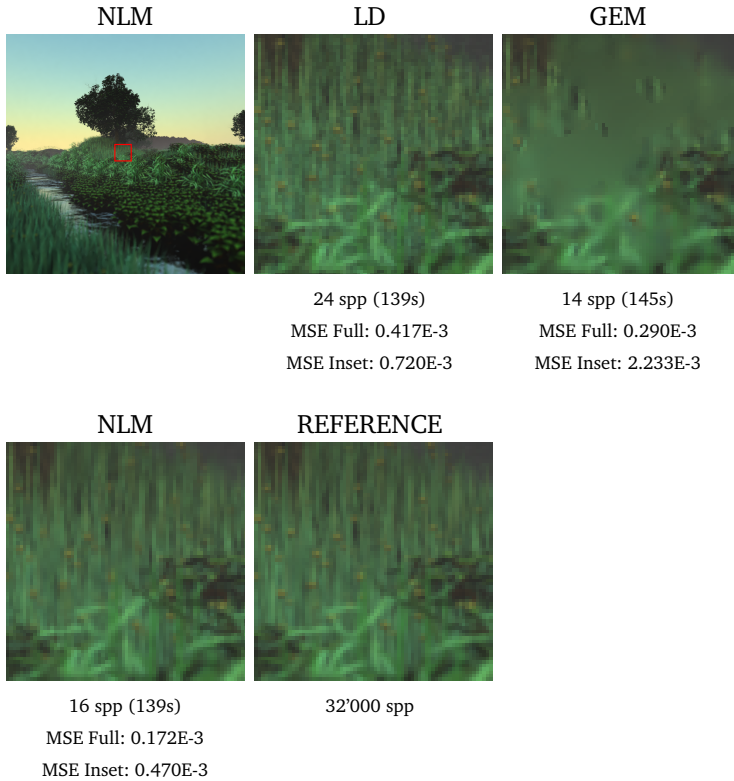 NLM
LD
GEM
24 spp (139s)
14 spp (145s)
MSE Full: 0.417E-3
MSE Full: 0.290E-3
MSE Inset: 0.720E-3
MSE Inset: 2.233E-3
NLM
REFERENCE
16 spp (139s)
32’000 spp
MSE Full: 0.172E-3
MSE Inset: 0.470E-3